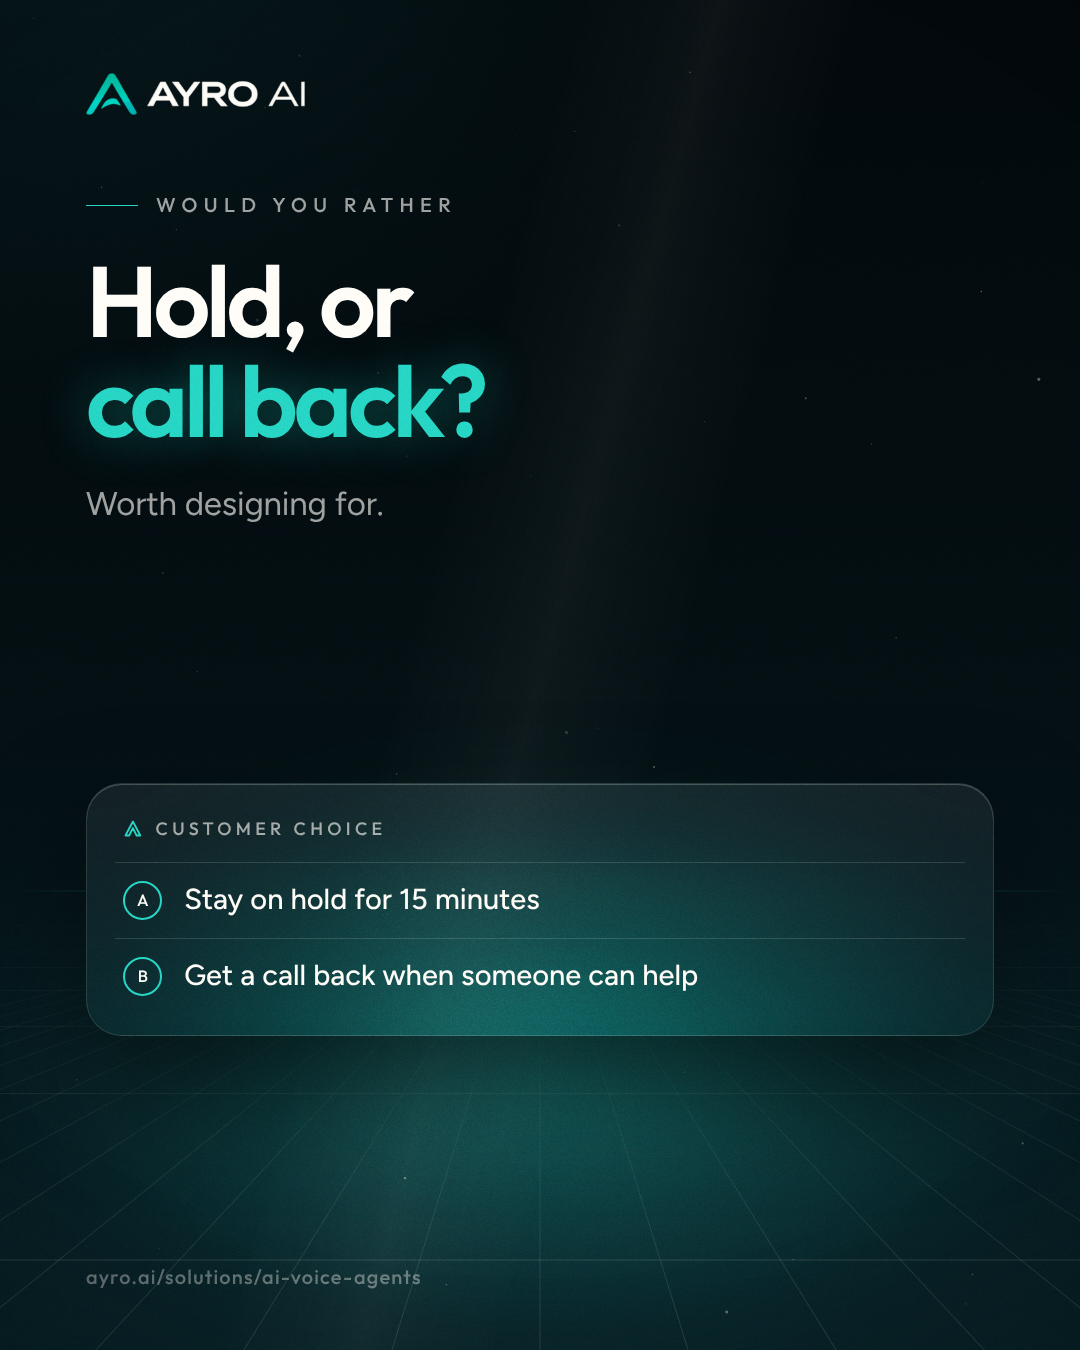 AYRO AI
WOULD YOU RATHER
Hold, or
call back?
Worth designing for.
CUSTOMER CHOICE
A Stay on hold for 15 minutes
B Get a call back when someone can help
ayro.ai/solutions/ai-voice-agents